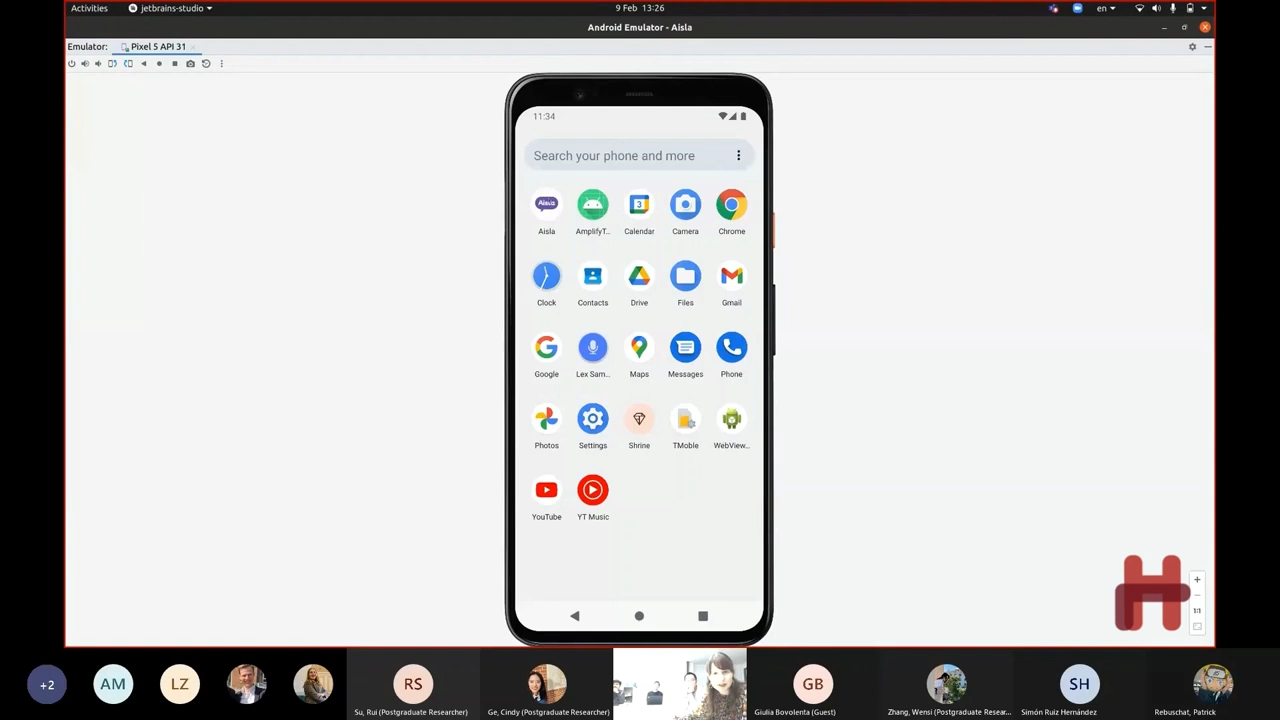 Activities jetbrains-studio 9 Feb 13:26 en
Android Emulator - Aisla
Emulator: Pixel 5 API 31
11:34
Search your phone and more
Aisla AmplifyT... Calendar Camera Chrome
Clock Contacts Drive Files Gmail
Google Lex Sam... Maps Messages Phone
Photos Settings Shrine TMoble WebView...
YouTube YT Music
1:1
+2 AM LZ RS GB SH
Su, Rui (Postgraduate Researcher) Ge, Cindy (Postgraduate Researcher) Giulia Bovolenta (Guest) Zhang, Wensi (Postgraduate Resear... Simón Ruiz Hernández Rebuschat, Patrick